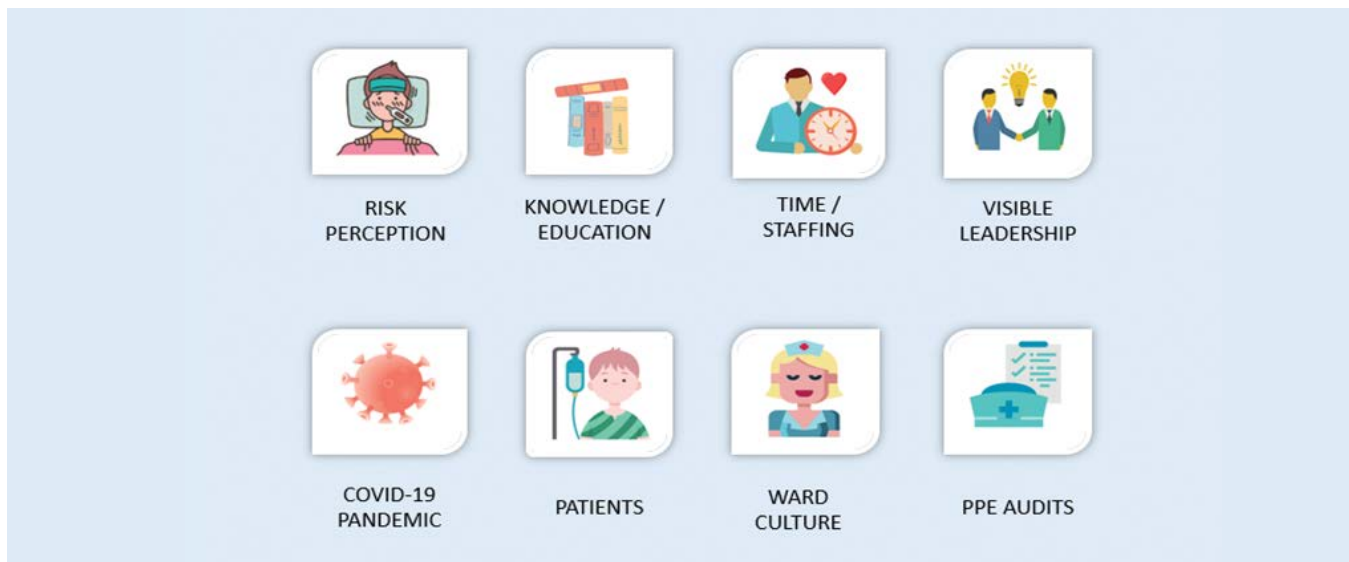 RISK
PERCEPTION
KNOWLEDGE /
EDUCATION
TIME /
STAFFING
VISIBLE
LEADERSHIP
COVID-19
PANDEMIC
PATIENTS
WARD
CULTURE
PPE AUDITS